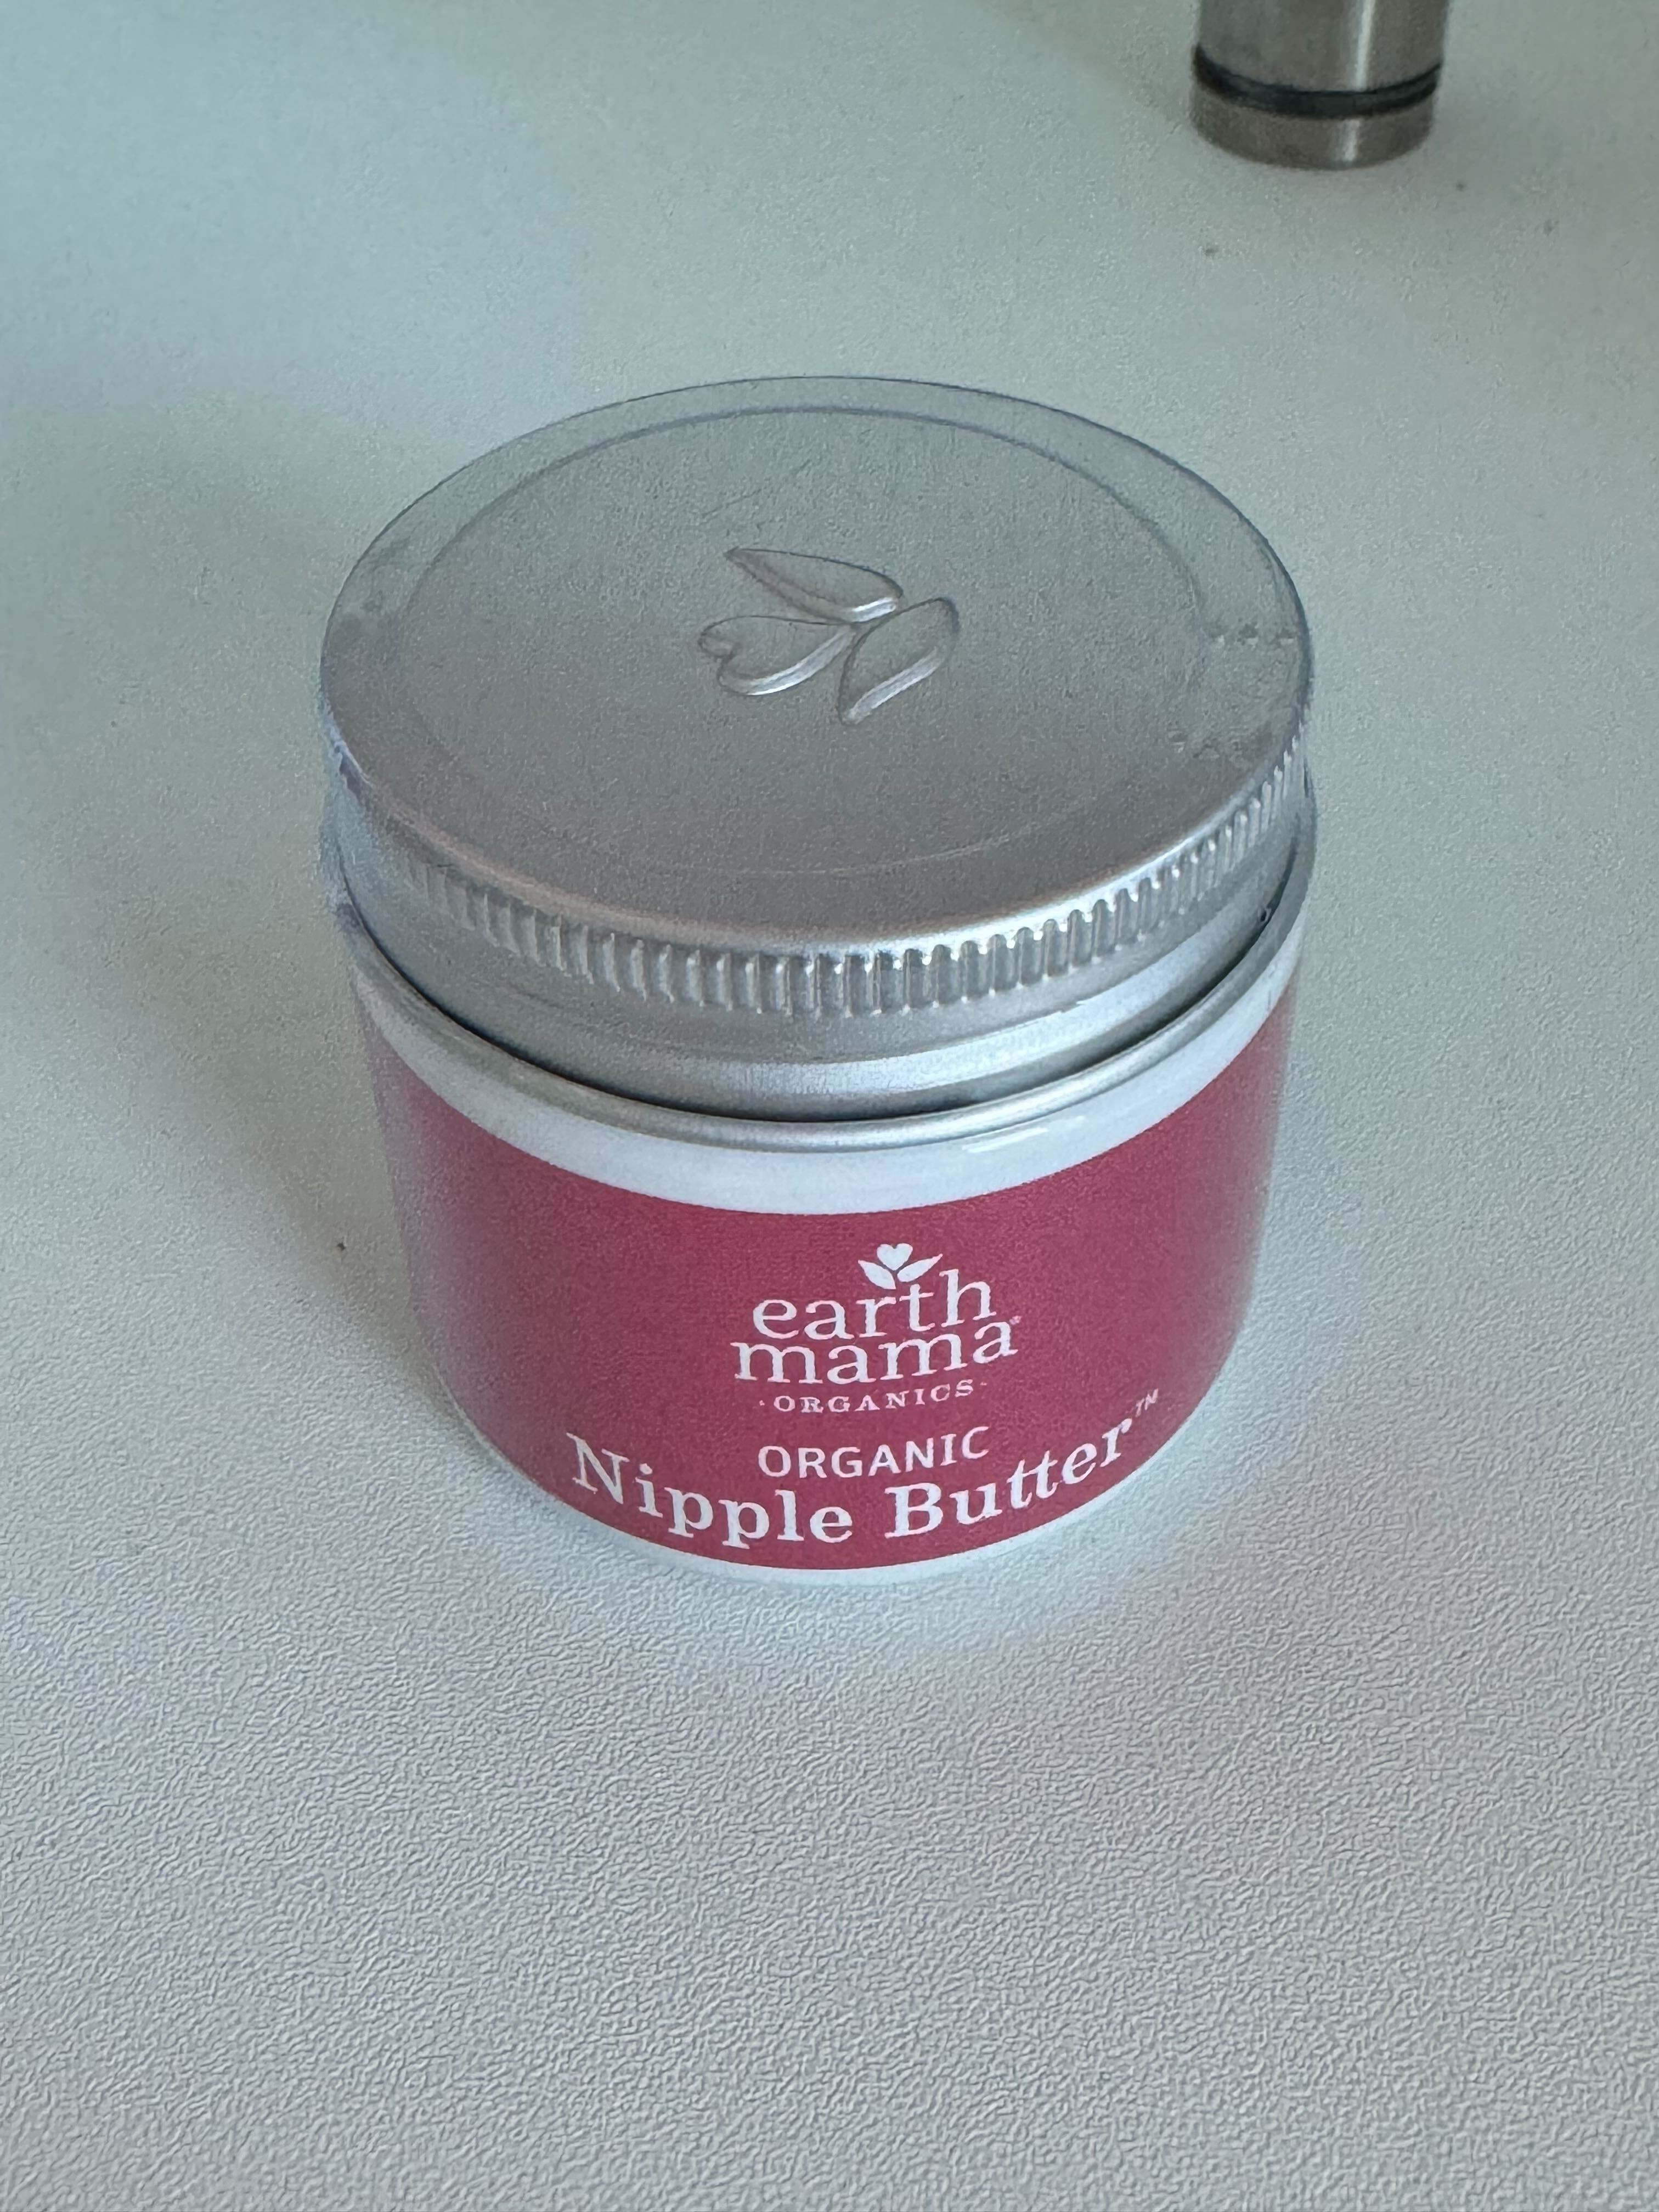 earth
mama®
·ORGANICS·
ORGANIC
Nipple Butter™